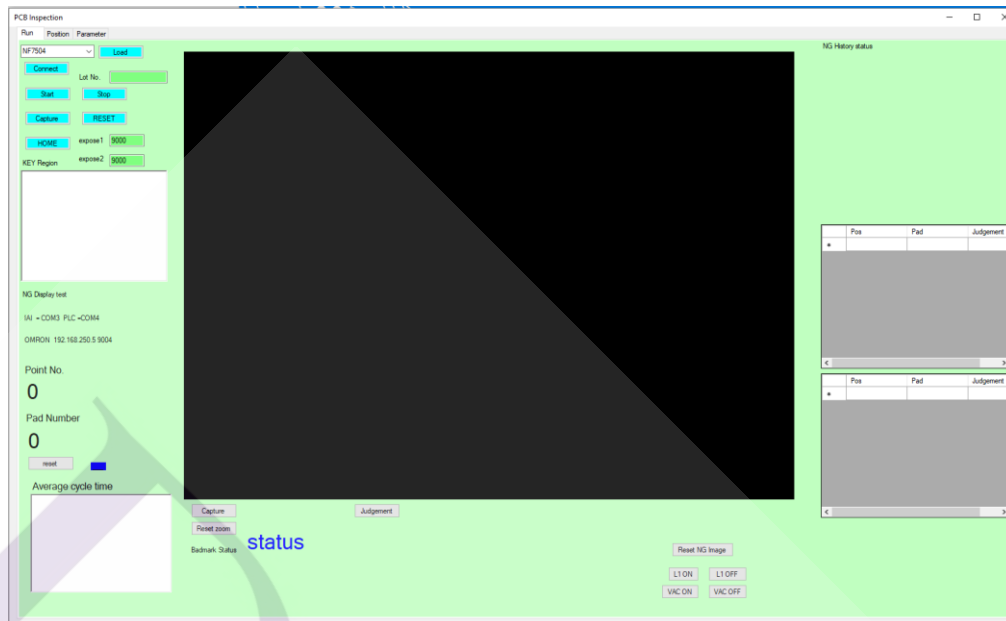 PCB Inspection
Run Position Parameter
NF7504 Load
Connect
Lot No.
Start Stop
Capture RESET
HOME expose1 9000
expose2 9000
KEY Region
NG Display test
IAI = COM3 PLC =COM4
OMRON 192.168.250.5 9004
Point No.
0
Pad Number
0
reset
Average cycle time
Capture Judgement
Reset zoom
Badmark Status status
Reset NG Image
L1 ON L1 OFF
VAC ON VAC OFF
NG History status
Pos Pad Judgement
Pos Pad Judgement